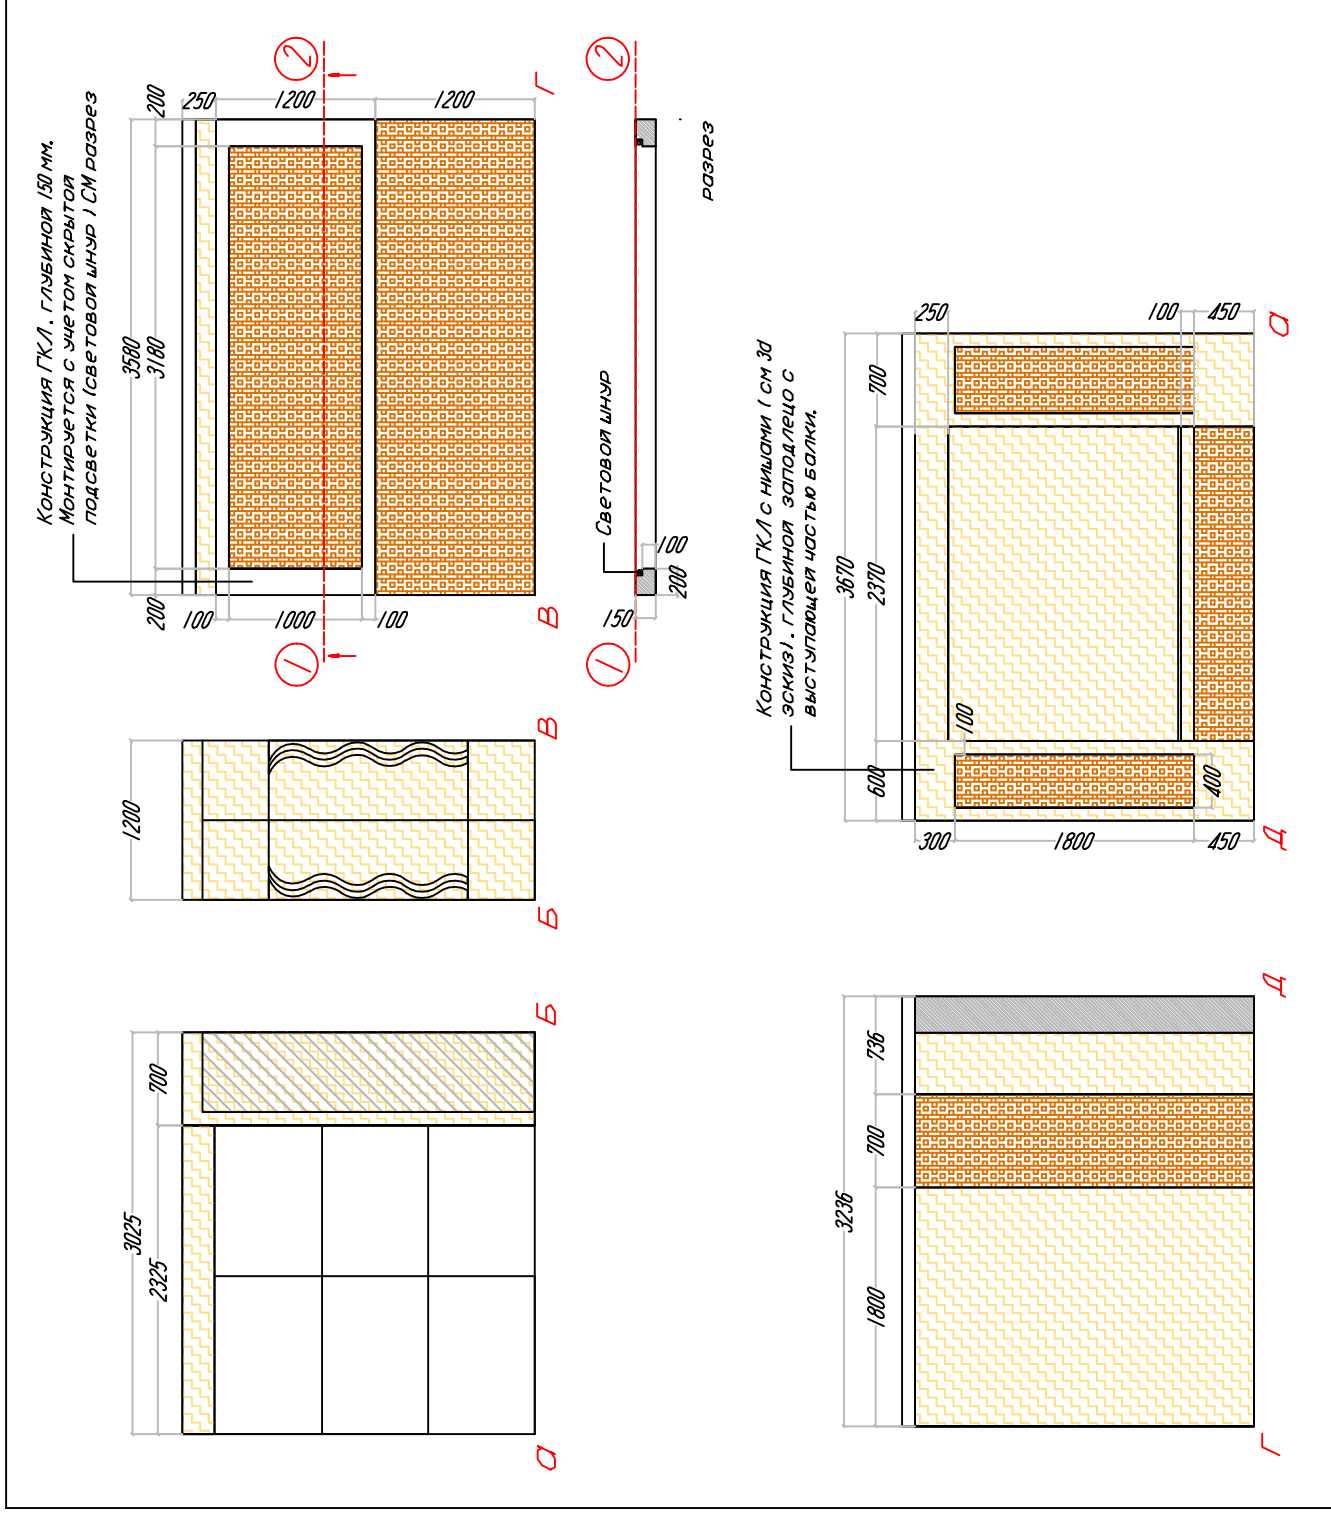 Конструкция ГКЛ. глубиной 150 мм.
Монтируется с учетом скрытой
подсветки (световой шнур) СМ разрез
3580
200
3180
200
250
1200
1200
100
1000
100
1
2
В
Г
Световой шнур
1
2
150
100
200
разрез
1200
Б
В
3025
2325
700
а
Б
Конструкция ГКЛ с нишами ( см 3d
эскиз). глубиной заподлецо с
выступающей частью балки.
3670
600
2370
700
250
100
450
100
400
300
1800
450
Д
а
3236
1800
700
736
Г
Д